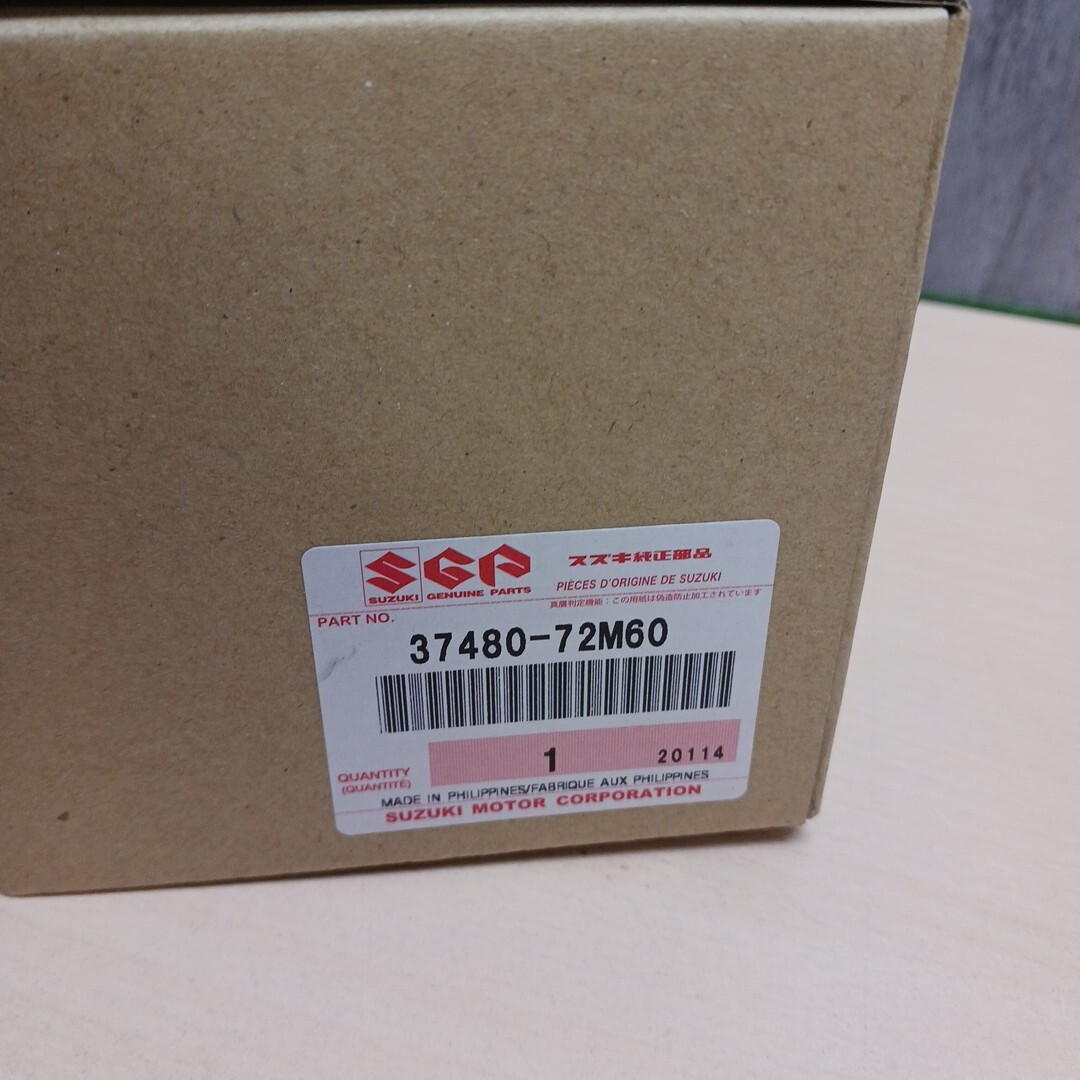 SGP
SUZUKI GENUINE PARTS
スズキ純正部品
PIÈCES D'ORIGINE DE SUZUKI
真贋判定機能：この用紙は偽造防止加工されています
PART NO.
37480-72M60
QUANTITY
(QUANTITÉ)
1 20114
MADE IN PHILIPPINES/FABRIQUE AUX PHILIPPINES
SUZUKI MOTOR CORPORATION